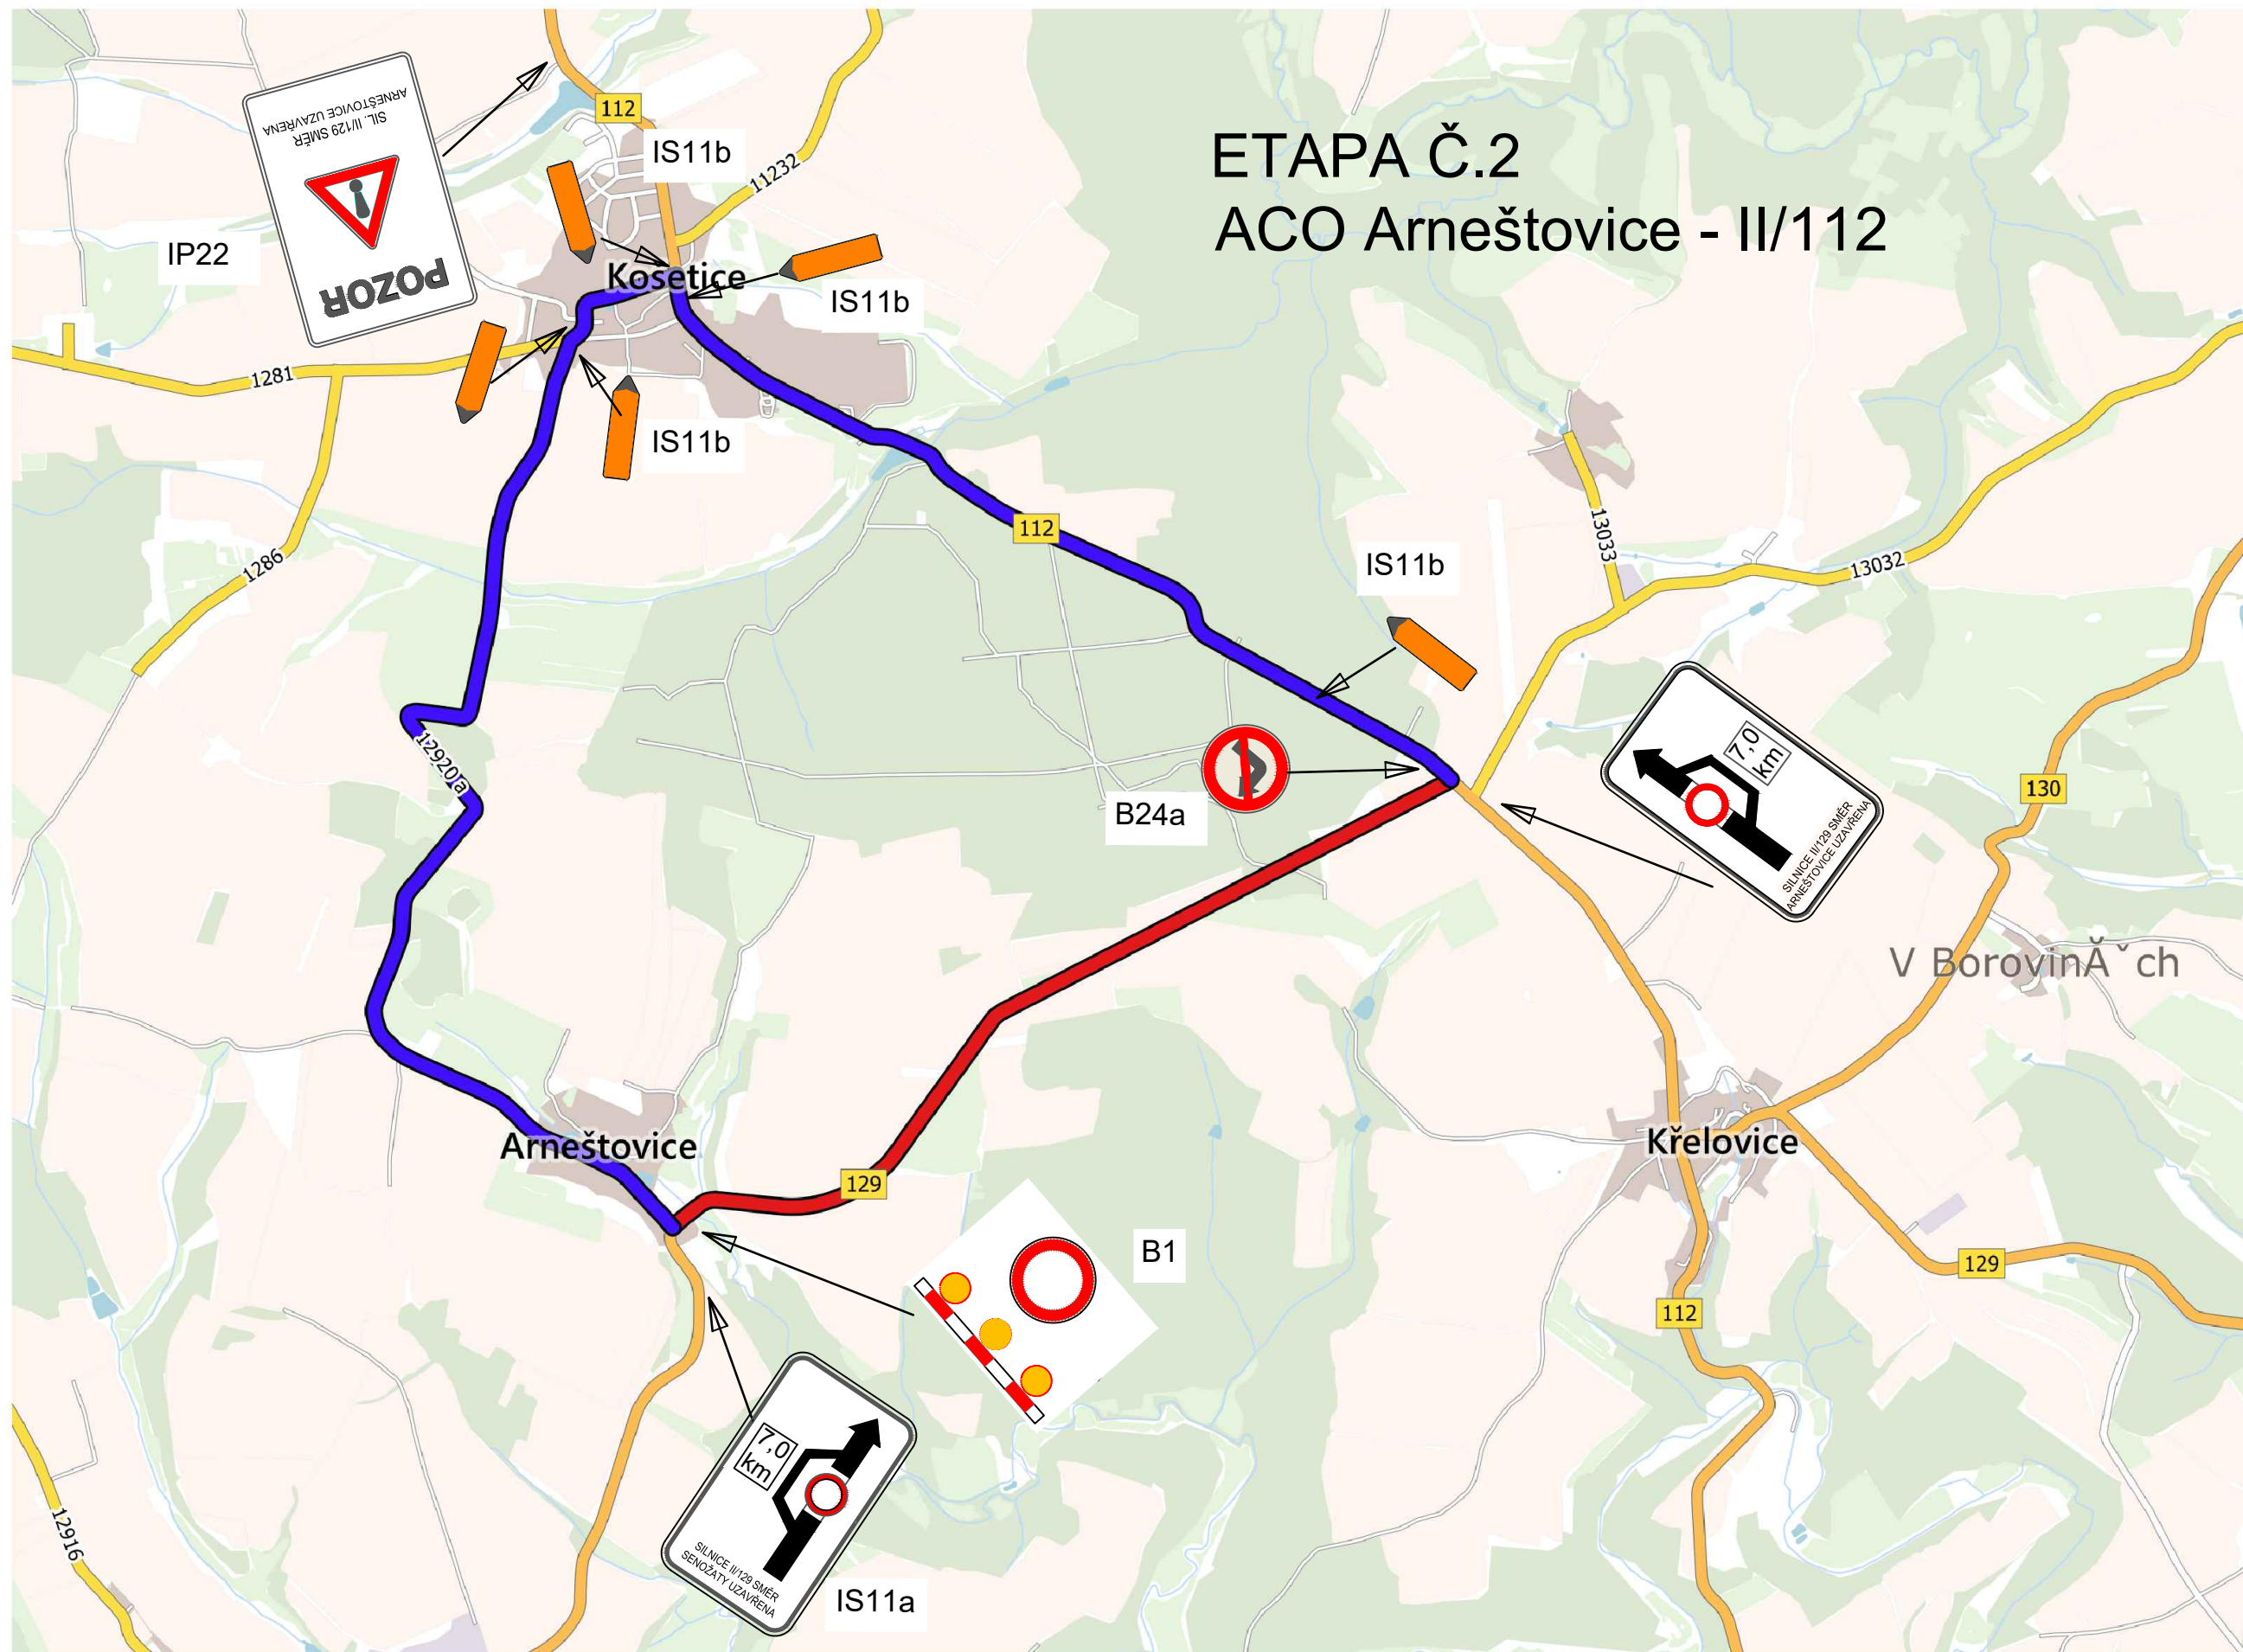 ETAPA Č.2
ACO Arneštovice - II/112
POZOR
SIL. II/129 SMĚR
ARNEŠTOVICE UZAVŘENA
IP22
112
IS11b
11232
Košetice
IS11b
1281
IS11b
1286
112
IS11b
13033
13032
12920a
B24a
7,0
km
SILNICE II/129 SMĚR
ARNEŠTOVICE UZAVŘENA
130
V BorovinĂˇch
Arneštovice
Křelovice
129
B1
129
112
7,0
km
SILNICE II/129 SMĚR
SENOŽATY UZAVŘENA
IS11a
12916